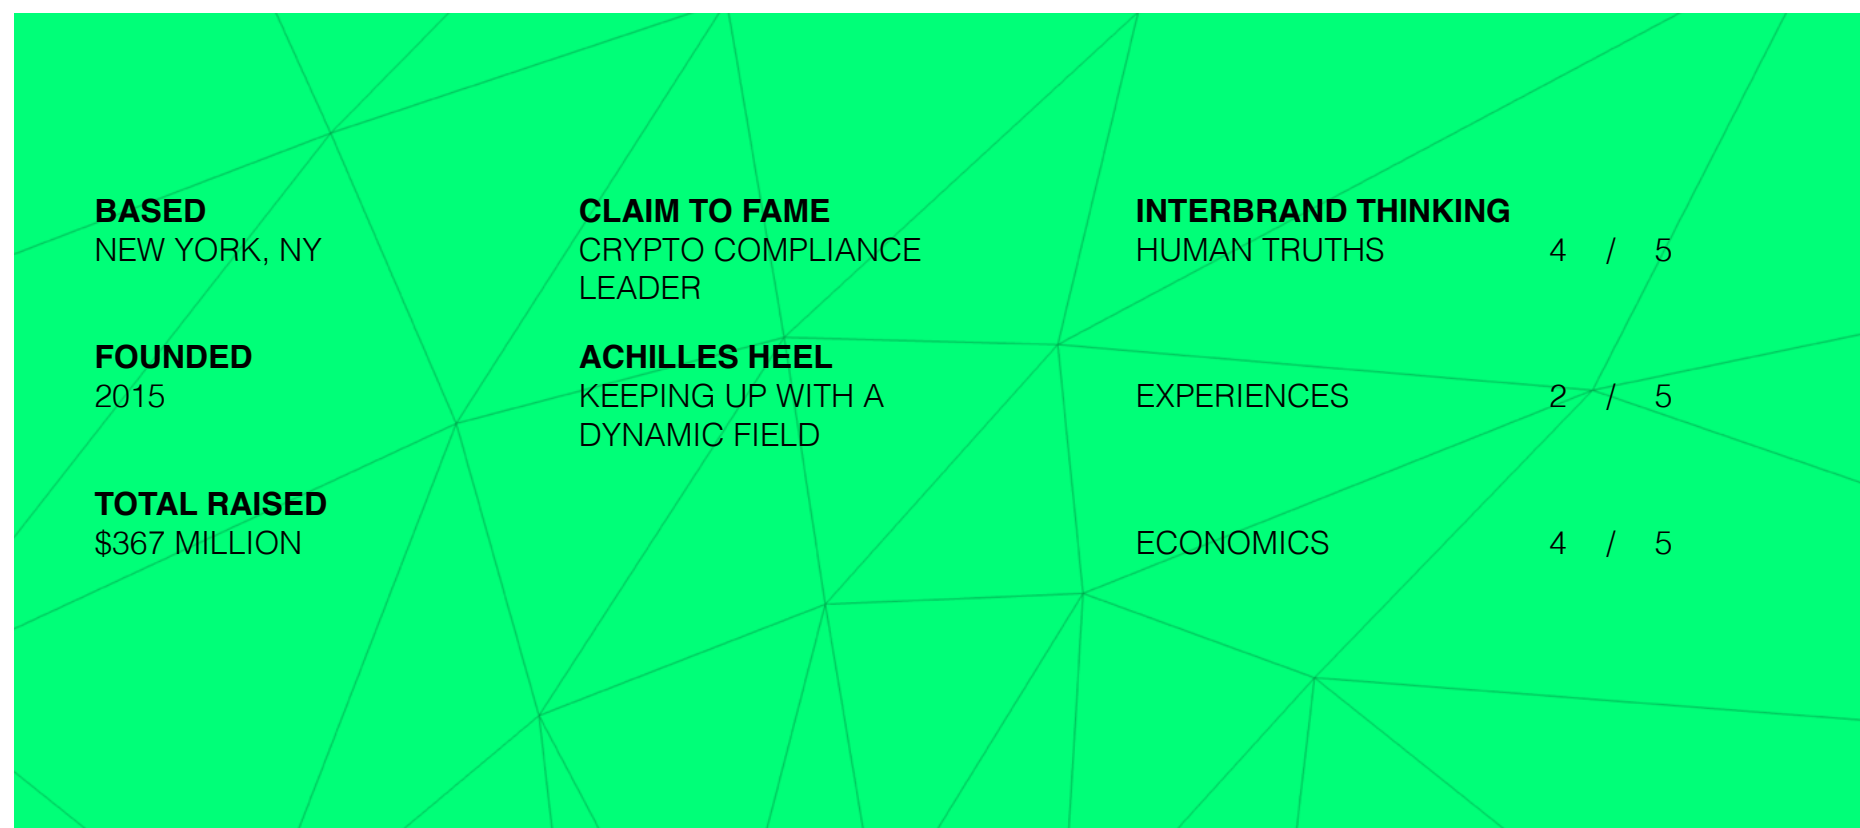 BASED
NEW YORK, NY
FOUNDED
2015
TOTAL RAISED
$367 MILLION
CLAIM TO FAME
CRYPTO COMPLIANCE
LEADER
ACHILLES HEEL
KEEPING UP WITH A
DYNAMIC FIELD
INTERBRAND THINKING
HUMAN TRUTHS 4 / 5
EXPERIENCES 2 / 5
ECONOMICS 4 / 5